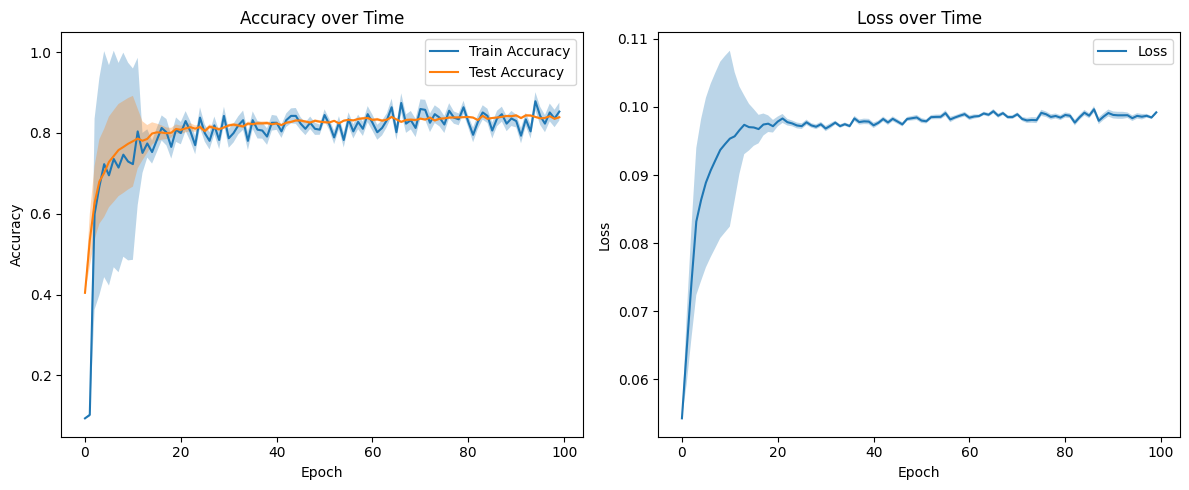 Accuracy over Time
Train Accuracy
Test Accuracy
1.0
0.8
0.6
0.4
0.2
Accuracy
0 20 40 60 80 100
Epoch
Loss over Time
Loss
0.11
0.10
0.09
0.08
0.07
0.06
Loss
0 20 40 60 80 100
Epoch